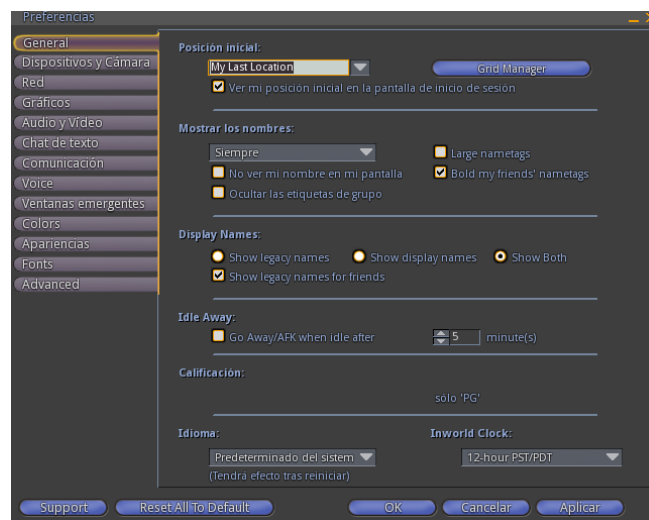 Preferencias
General
Dispositivos y Cámara
Red
Gráficos
Audio y Vídeo
Chat de texto
Comunicación
Voice
Ventanas emergentes
Colors
Apariencias
Fonts
Advanced
Posición inicial:
My Last Location
Grid Manager
Ver mi posición inicial en la pantalla de inicio de sesión
Mostrar los nombres:
Siempre
Large nametags
No ver mi nombre en mi pantalla
Bold my friends' nametags
Ocultar las etiquetas de grupo
Display Names:
Show legacy names Show display names Show Both
Show legacy names for friends
Idle Away:
Go Away/AFK when idle after 5 minute(s)
Calificación:
sólo 'PG'
Idioma: Inworld Clock:
Predeterminado del sistem 12-hour PST/PDT
(Tendrá efecto tras reiniciar)
Support Reset All To Default OK Cancelar Aplicar